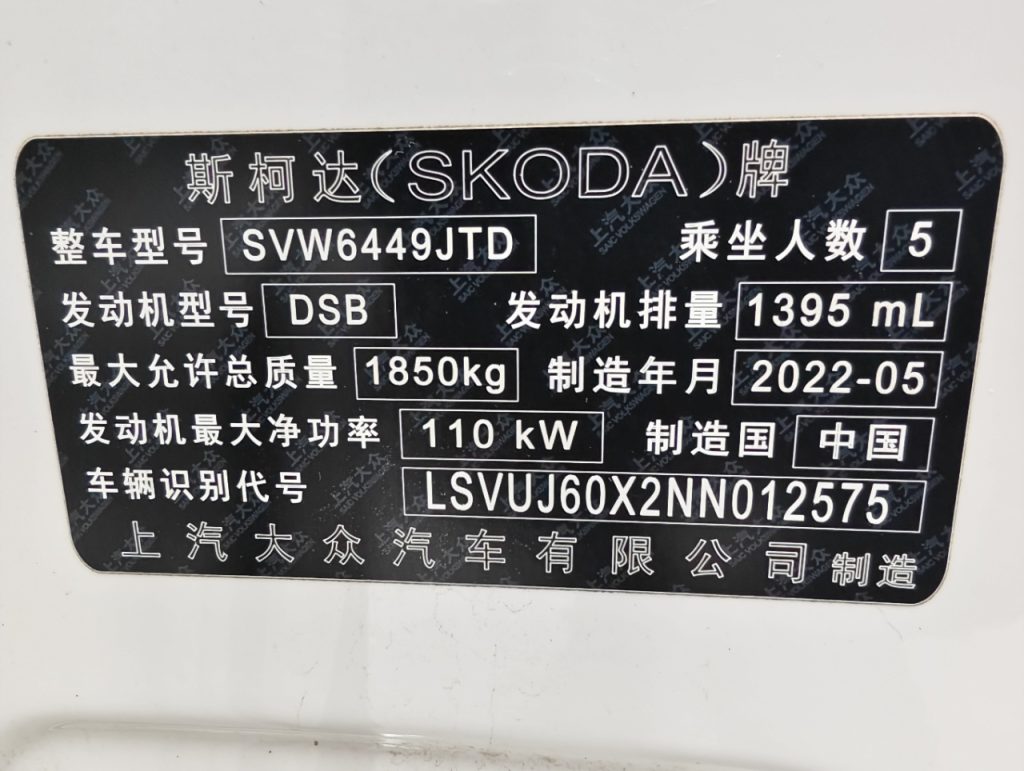 斯柯达(SKODA)牌
整车型号 SVW6449JTD 乘坐人数 5
发动机型号 DSB 发动机排量 1395 mL
最大允许总质量 1850kg 制造年月 2022-05
发动机最大净功率 110 kW 制造国 中国
车辆识别代号 LSVUJ60X2NN012575
上汽大众汽车有限公司 制造